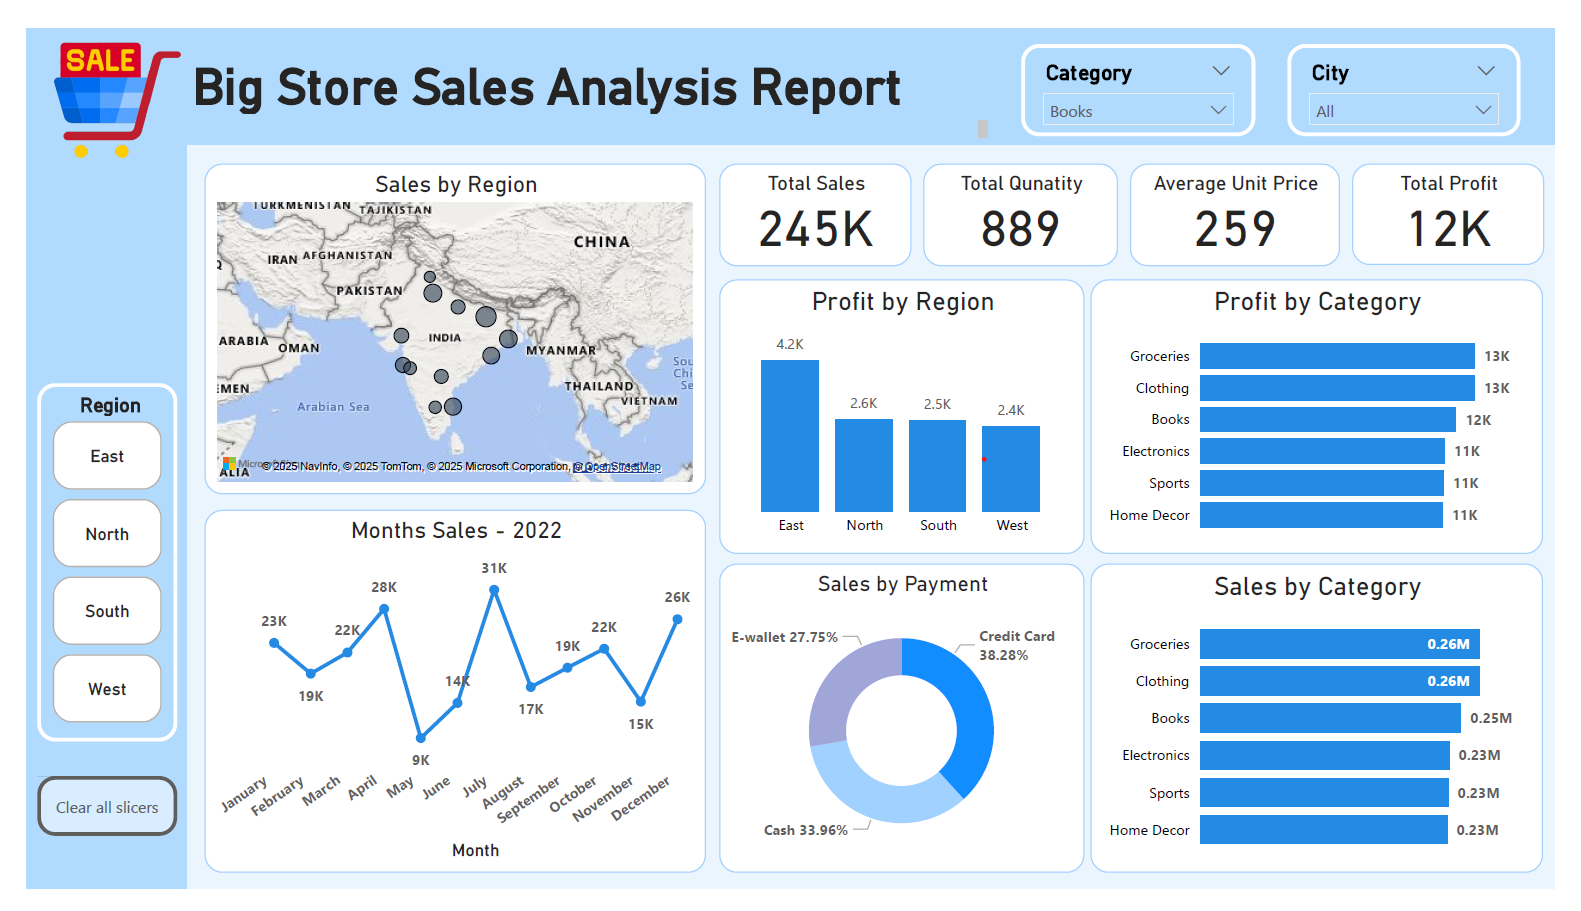 SALE
Big Store Sales Analysis Report
Category
Books
City
All
Region
East
North
South
West
Clear all slicers
Sales by Region
TURKMENISTAN
TAJIKISTAN
CHINA
IRAN
AFGHANISTAN
PAKISTAN
ARABIA
OMAN
INDIA
MYANMAR
THAILAND
VIETNAM
EMEN
Arabian Sea
Sou
Chi
Se
ALIA
© 2025 NavInfo, © 2025 TomTom, © 2025 Microsoft Corporation, © OpenStreetMap
Total Sales
245K
Total Qunatity
889
Average Unit Price
259
Total Profit
12K
Profit by Region
4.2K
2.6K
2.5K
2.4K
East North South West
Profit by Category
Groceries 13K
Clothing 13K
Books 12K
Electronics 11K
Sports 11K
Home Decor 11K
Months Sales - 2022
23K
19K
22K
28K
9K
14K
31K
17K
19K
22K
15K
26K
January
February
March
April
May
June
July
August
September
October
November
December
Month
Sales by Payment
E-wallet 27.75%
Credit Card
38.28%
Cash 33.96%
Sales by Category
Groceries 0.26M
Clothing 0.26M
Books 0.25M
Electronics 0.23M
Sports 0.23M
Home Decor 0.23M